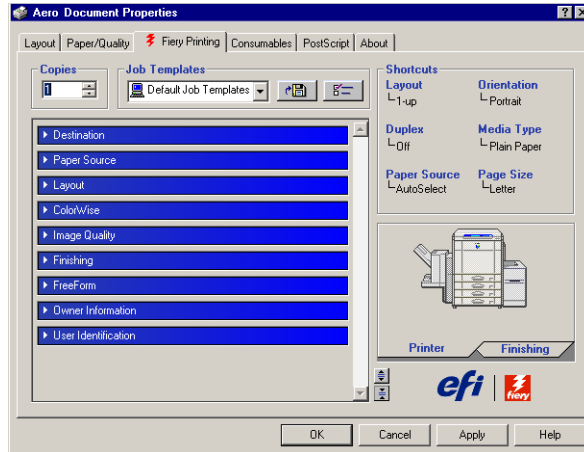 Aero Document Properties
Layout
Paper/Quality
Fiery Printing
Consumables
PostScript
About
Copies
1
Job Templates
Default Job Templates
Destination
Paper Source
Layout
ColorWise
Image Quality
Finishing
FreeForm
Owner Information
User Identification
Shortcuts
Layout
1-up
Orientation
Portrait
Duplex
Off
Media Type
Plain Paper
Paper Source
AutoSelect
Page Size
Letter
Printer
Finishing
efi
fiery
OK
Cancel
Apply
Help